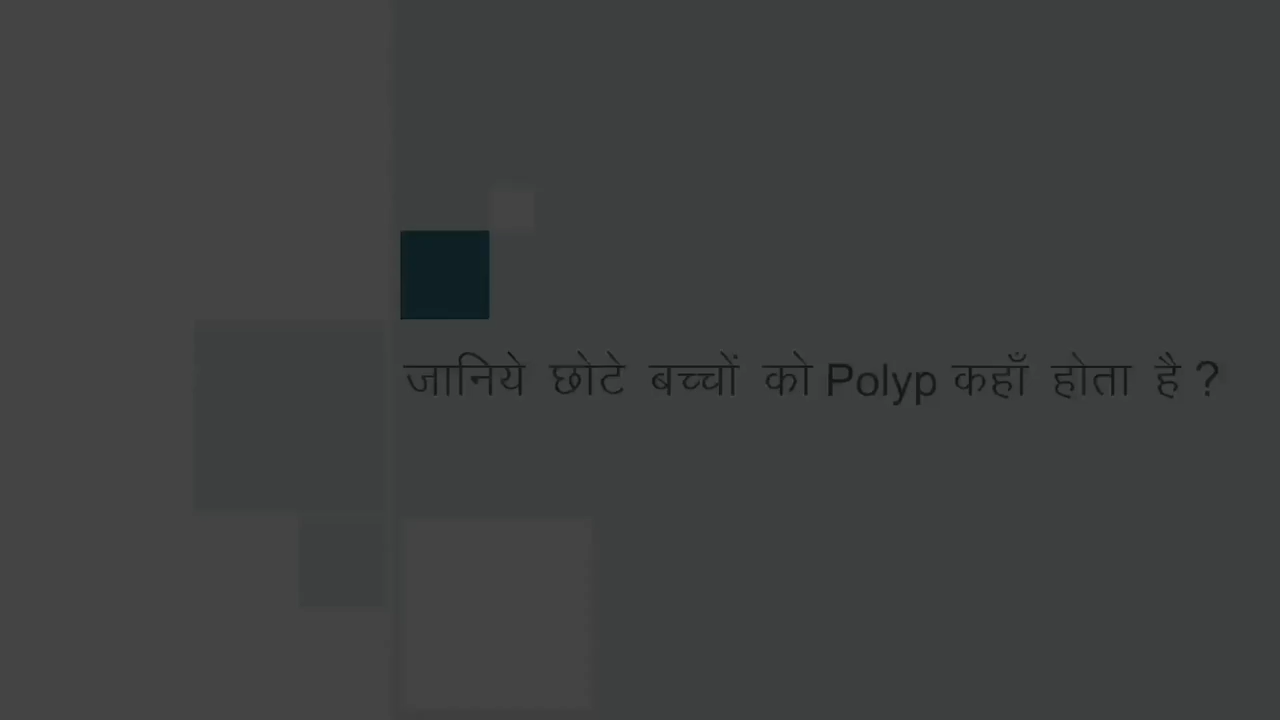 जानिये छोटे बच्चों को Polyp कहाँ होता है ?